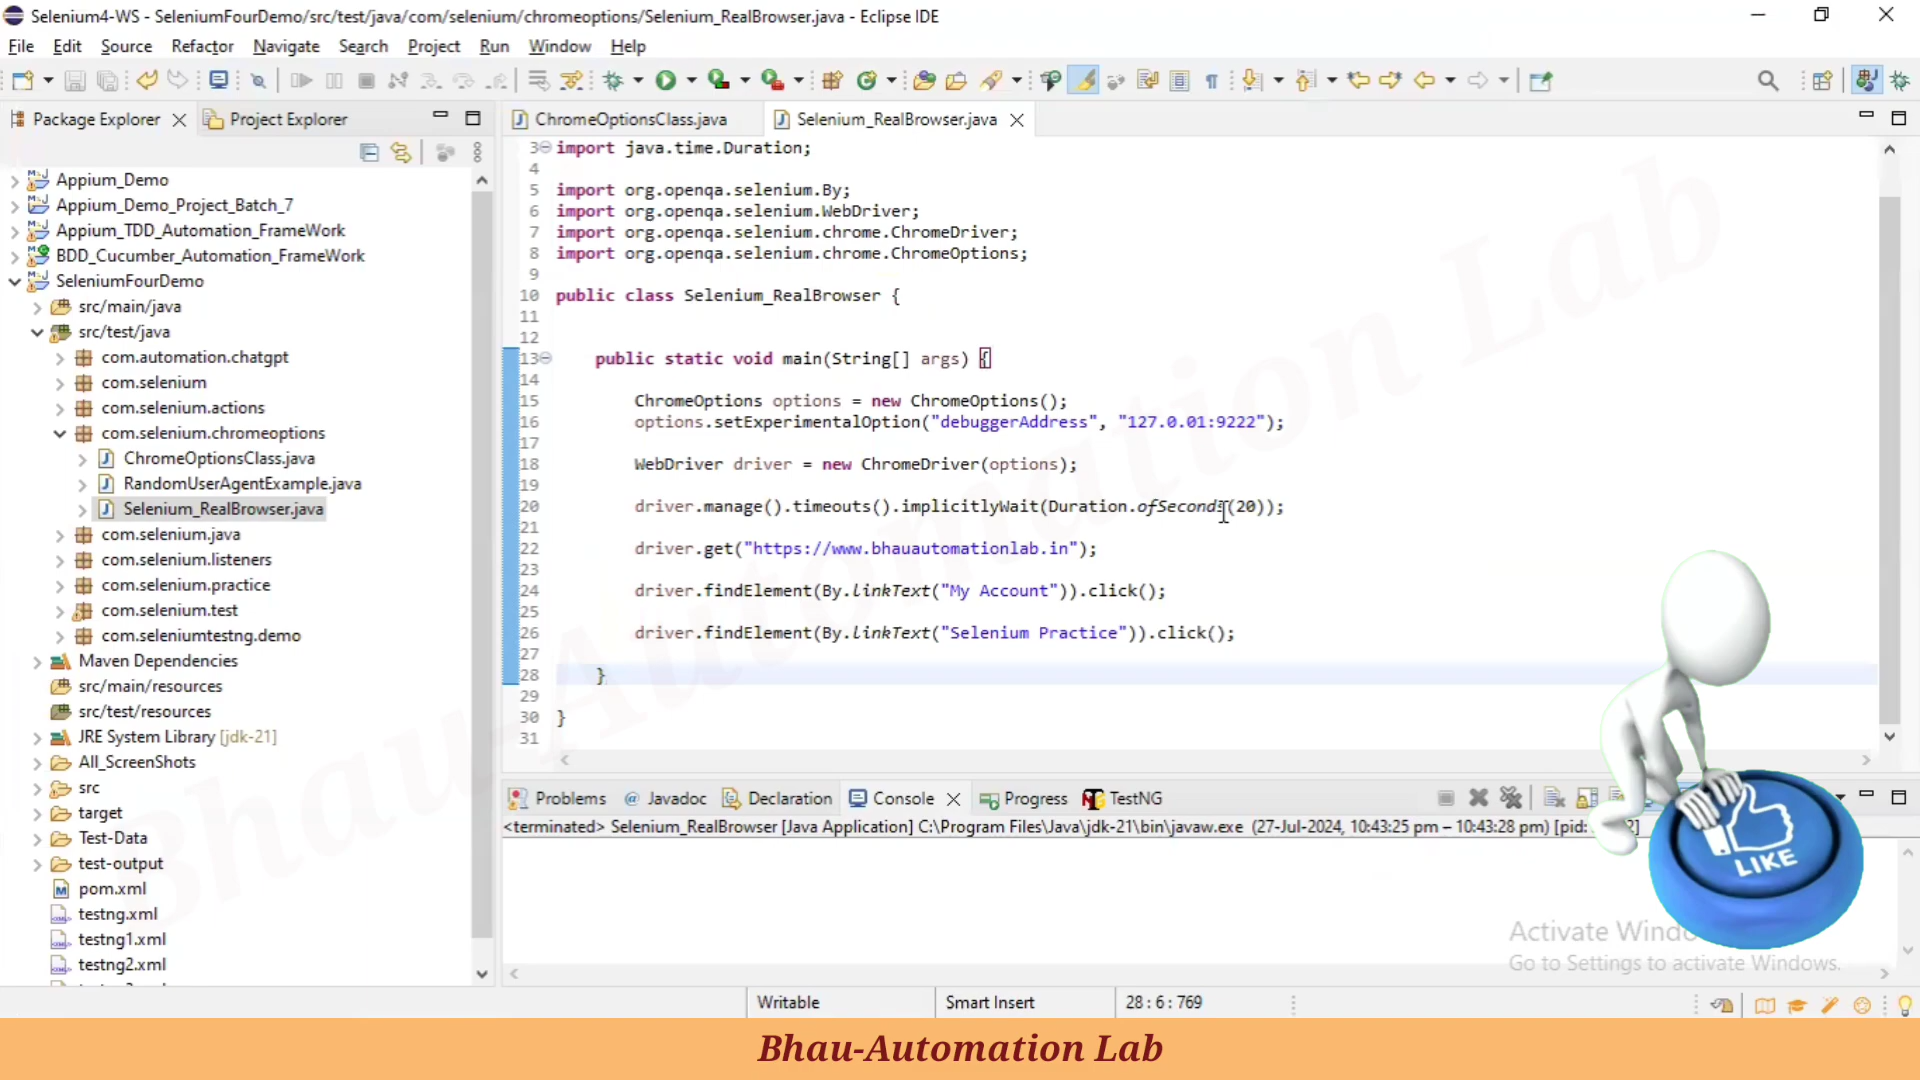 Selenium4-WS - SeleniumFourDemo/src/test/java/com/selenium/chromeoptions/Selenium_RealBrowser.java - Eclipse IDE
File Edit Source Refactor Navigate Search Project Run Window Help
Package Explorer Project Explorer
Appium_Demo
Appium_Demo_Project_Batch_7
Appium_TDD_Automation_FrameWork
BDD_Cucumber_Automation_FrameWork
SeleniumFourDemo
src/main/java
src/test/java
com.automation.chatgpt
com.selenium
com.selenium.actions
com.selenium.chromeoptions
ChromeOptionsClass.java
RandomUserAgentExample.java
Selenium_RealBrowser.java
com.selenium.java
com.selenium.listeners
com.selenium.practice
com.selenium.test
com.seleniumtestng.demo
Maven Dependencies
src/main/resources
src/test/resources
JRE System Library [jdk-21]
All_ScreenShots
src
target
Test-Data
test-output
pom.xml
testng.xml
testng1.xml
testng2.xml
ChromeOptionsClass.java Selenium_RealBrowser.java
3 import java.time.Duration;
4
5 import org.openqa.selenium.By;
6 import org.openqa.selenium.WebDriver;
7 import org.openqa.selenium.chrome.ChromeDriver;
8 import org.openqa.selenium.chrome.ChromeOptions;
9
10 public class Selenium_RealBrowser {
11
12
13 public static void main(String[] args) {
14
15 ChromeOptions options = new ChromeOptions();
16 options.setExperimentalOption("debuggerAddress", "127.0.01:9222");
17
18 WebDriver driver = new ChromeDriver(options);
19
20 driver.manage().timeouts().implicitlyWait(Duration.ofSeconds(20));
21
22 driver.get("https://www.bhauautomationlab.in");
23
24 driver.findElement(By.linkText("My Account")).click();
25
26 driver.findElement(By.linkText("Selenium Practice")).click();
27
28 }
29
30 }
31
Bhau-Automation Lab
Problems @ Javadoc Declaration Console Progress TestNG
<terminated> Selenium_RealBrowser [Java Application] C:\Program Files\Java\jdk-21\bin\javaw.exe (27-Jul-2024, 10:43:25 pm – 10:43:28 pm) [pid:
LIKE
Activate
Go to Settings to activate Windows.
Writable Smart Insert 28 : 6 : 769
Bhau-Automation Lab